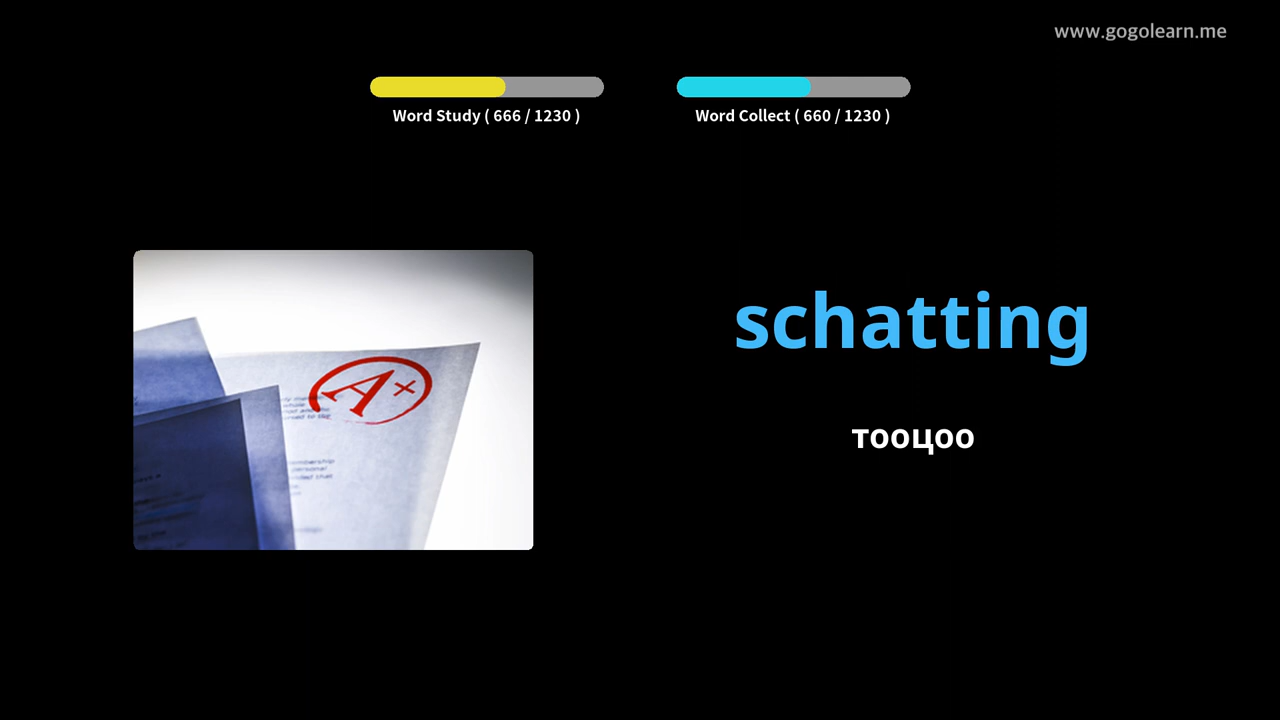 www.gogolearn.me
Word Study ( 666 / 1230 )
Word Collect ( 660 / 1230 )
A+
schatting
тооцоо